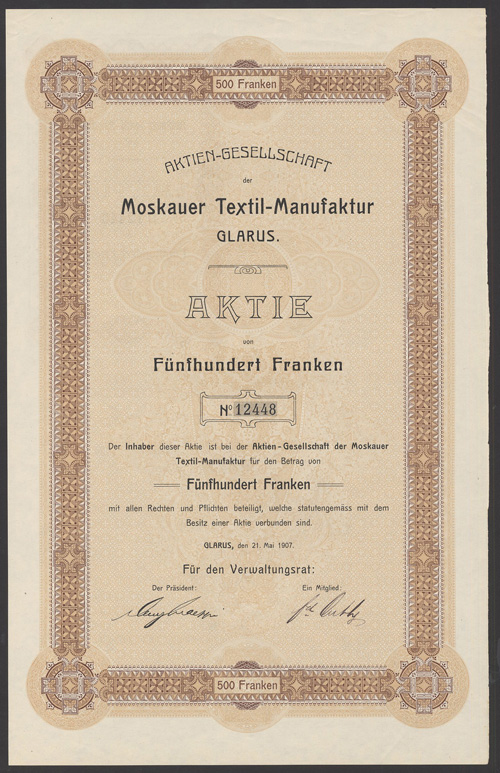 500 Franken
AKTIEN-GESELLSCHAFT
der
Moskauer Textil-Manufaktur
GLARUS.
AKTIE
von
Fünfhundert Franken
No 12448
Der Inhaber dieser Aktie ist bei der Aktien-Gesellschaft der Moskauer
Textil-Manufaktur für den Betrag von
Fünfhundert Franken
mit allen Rechten und Pflichten beteiligt, welche statutengemäss mit dem
Besitz einer Aktie verbunden sind.
GLARUS, den 21. Mai 1907.
Für den Verwaltungsrat:
Der Präsident: Ein Mitglied:
500 Franken